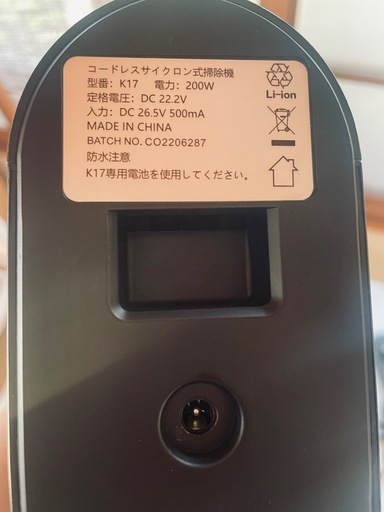 コードレスサイクロン式掃除機
型番: K17 電力: 200W
定格電圧: DC 22.2V
入力: DC 26.5V 500mA
MADE IN CHINA
BATCH NO. CO2206287
防水注意
K17専用電池を使用してください。
Li-ion